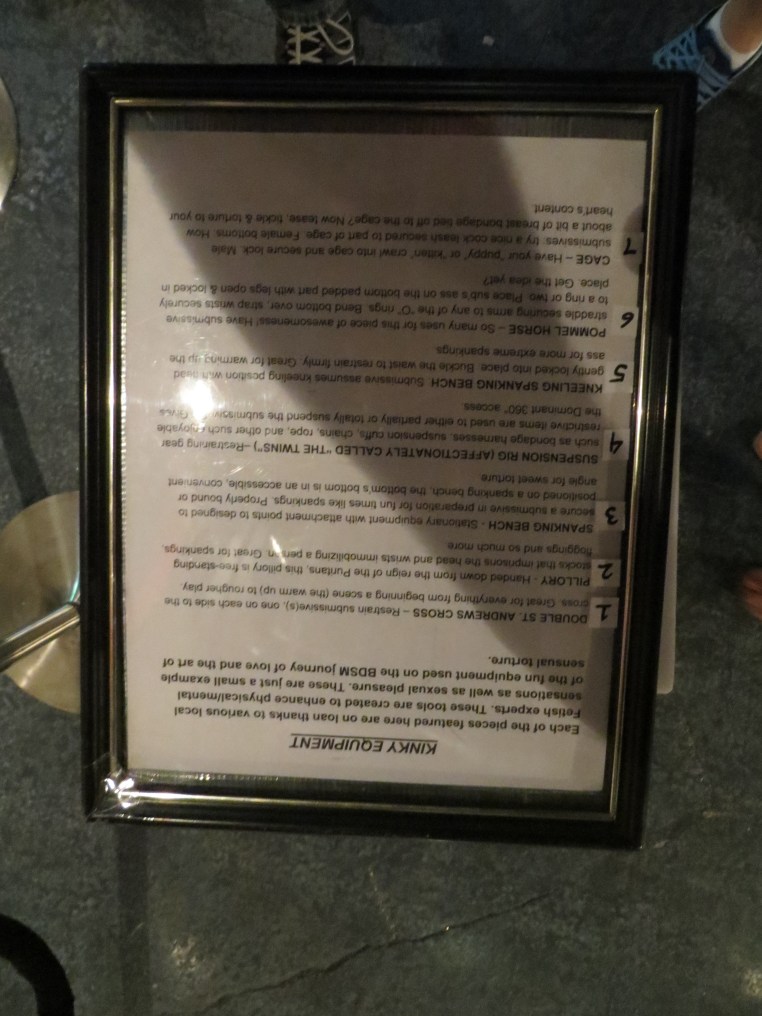 KINKY EQUIPMENT
Each of the pieces featured here are on loan thanks to various local
Fetish experts. These tools are created to enhance physical/mental
sensations as well as sexual pleasure. These are just a small example
of the fun equipment used on the BDSM journey of love and the art of
sensual torture.
1 DOUBLE ST. ANDREWS CROSS – Restrain submissive(s), one on each side to the
cross. Great for everything from beginning a scene (the warm up) to rougher play.
2 PILLORY - Handed down from the reign of the Puritans, this pillory is free-standing
stocks that imprisons the head and wrists immobilizing a person. Great for spankings,
floggings and so much more.
3 SPANKING BENCH - Stationary equipment with attachment points to designed to
secure a submissive in preparation for fun times like spankings. Properly bound or
positioned on a spanking bench, the bottom's bottom is in an accessible, convenient
angle for sweet torture.
4 SUSPENSION RIG (AFFECTIONATELY CALLED "THE TWINS") –Restraining gear
such as bondage harnesses, suspension cuffs, chains, rope, and other such enjoyable
restrictive items are used to either partially or totally suspend the submissive.
the Dominant 360° access.
5 KNEELING SPANKING BENCH. Submissive assumes kneeling position with head
gently locked into place. Buckle the waist to restrain firmly. Great for warming up the
ass for more extreme spankings.
6 POMMEL HORSE – So many uses for this piece of awesomeness! Have submissive
straddle securing arms to any of the "O" rings. Bend bottom over, strap wrists securely
to a ring or two. Place sub's ass on the bottom padded part with legs open & locked in
place. Get the idea yet?
7 CAGE – Have your "puppy" or "kitten" crawl into cage and secure lock. Male
submissives, try a nice cock leash secured to part of cage. Female bottoms: How
about a bit of breast bondage tied off to the cage? Now tease, tickle & torture to your
heart's content.